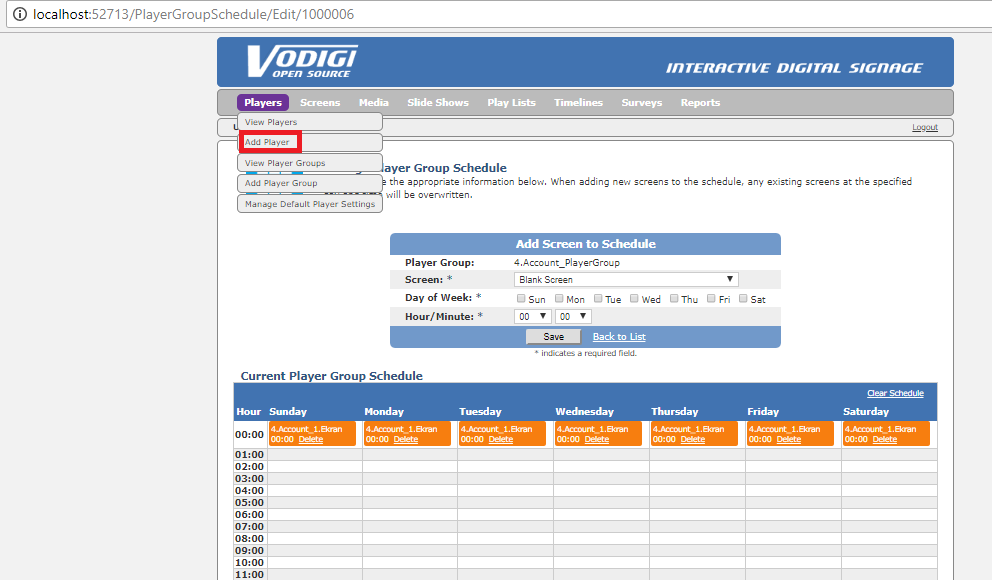 localhost:52713/PlayerGroupSchedule/Edit/1000006
VODIGI
OPEN SOURCE
INTERACTIVE DIGITAL SIGNAGE
Players Screens Media Slide Shows Play Lists Timelines Surveys Reports
View Players
Logout
Add Player
View Player Groups
ayer Group Schedule
Add Player Group
e the appropriate information below. When adding new screens to the schedule, any existing screens at the specified
will be overwritten.
Manage Default Player Settings
Add Screen to Schedule
Player Group: 4.Account_PlayerGroup
Screen: * Blank Screen
Day of Week: * Sun Mon Tue Wed Thu Fri Sat
Hour/Minute: * 00 00
Save Back to List
* indicates a required field.
Current Player Group Schedule
Clear Schedule
Hour Sunday Monday Tuesday Wednesday Thursday Friday Saturday
00:00 4.Account_1.Ekran 4.Account_1.Ekran 4.Account_1.Ekran 4.Account_1.Ekran 4.Account_1.Ekran 4.Account_1.Ekran 4.Account_1.Ekran
00:00 Delete 00:00 Delete 00:00 Delete 00:00 Delete 00:00 Delete 00:00 Delete 00:00 Delete
01:00
02:00
03:00
04:00
05:00
06:00
07:00
08:00
09:00
10:00
11:00